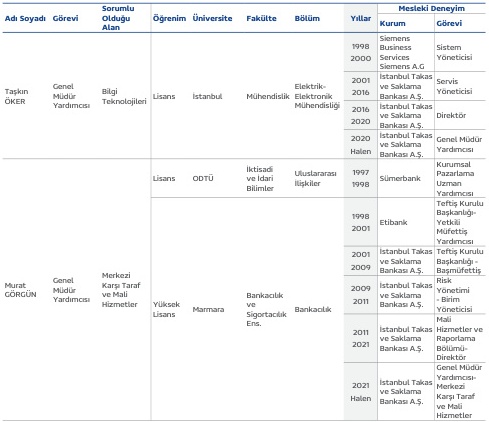 Adı Soyadı Görevi Sorumlu Olduğu Alan Öğrenim Üniversite Fakülte Bölüm Yıllar Mesleki Deneyim
Kurum Görevi
Taşkın ÖKER
Genel Müdür Yardımcısı
Bilgi Teknolojileri
Lisans
İstanbul
Mühendislik
Elektrik-
Elektronik
Mühendisliği
1998
2000
Siemens
Business
Services
Siemens A.G
Sistem
Yöneticisi
2001
2016
İstanbul Takas
ve Saklama
Bankası A.Ş.
Servis
Yöneticisi
2016
2020
İstanbul Takas
ve Saklama
Bankası A.Ş.
Direktör
2020
Halen
İstanbul Takas
ve Saklama
Bankası A.Ş.
Genel Müdür
Yardımcısı
Murat
GÖRGÜN
Genel
Müdür
Yardımcısı
Merkezi
Karşı Taraf
ve Mali
Hizmetler
Lisans
ODTÜ
İktisadi
ve İdari
Bilimler
Uluslararası
İlişkiler
1997
1998
Sümerbank
Kurumsal
Pazarlama
Uzman
Yardımcısı
Yüksek
Lisans
Marmara
Bankacılık
ve
Sigortacılık
Ens.
Bankacılık
1998
2001
Etibank
Teftiş Kurulu
Başkanlığı-
Yetkili
Müfettiş
Yardımcısı
2001
2009
İstanbul Takas
ve Saklama
Bankası A.Ş.
Teftiş Kurulu
Başkanlığı -
Başmüfettiş
2009
2011
İstanbul Takas
ve Saklama
Bankası A.Ş.
Risk
Yönetimi
- Birim
Yöneticisi
2011
2021
İstanbul Takas
ve Saklama
Bankası A.Ş.
Mali
Hizmetler ve
Raporlama
Bölümü-
Direktör
2021
Halen
İstanbul Takas
ve Saklama
Bankası A.Ş.
Genel Müdür
Yardımcısı-
Merkezi
Karşı Taraf
ve Mali
Hizmetler